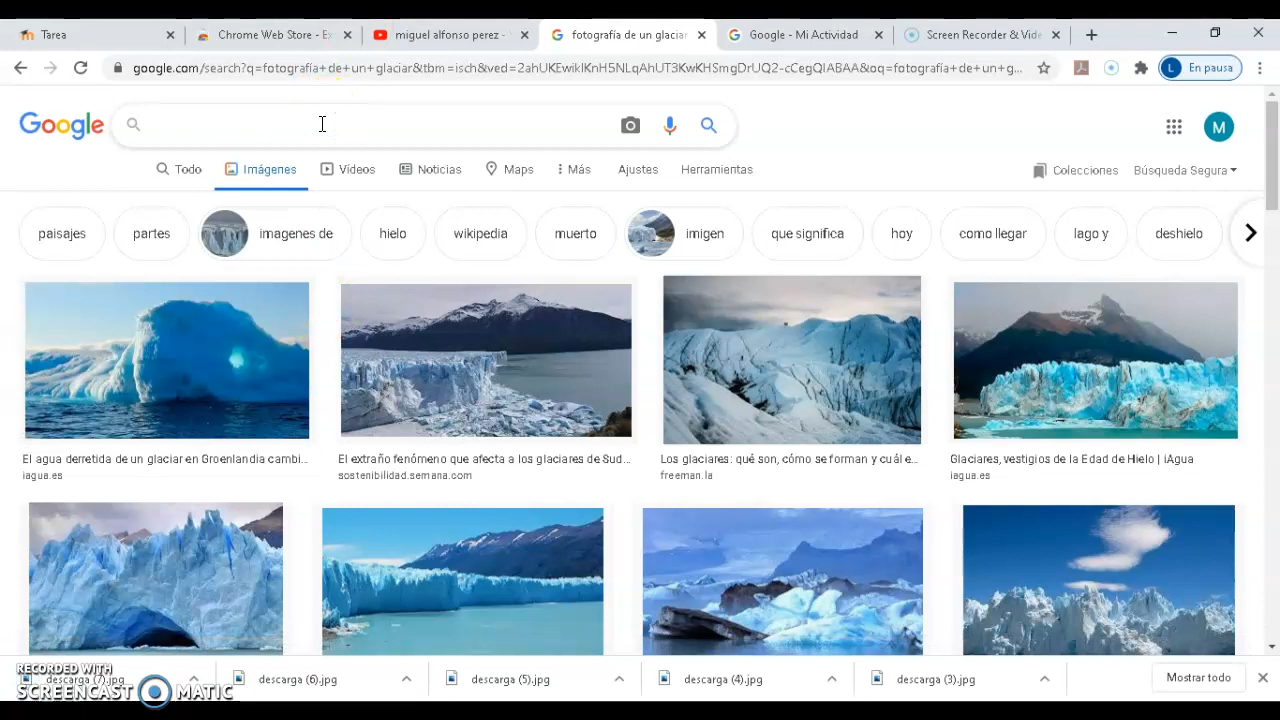 Tarea
Chrome Web Store - Ex
miguel alfonso perez -
fotografía de un glaciar
Google - Mi Actividad
Screen Recorder & Vide
google.com/search?q=fotografía+de+un+glaciar&tbm=isch&ved=2ahUKEwiklKnH5NLqAhUT3KwKHSmgDrUQ2-cCegQIABAA&oq=fotografía+de+un+g...
L En pausa
Google
M
Todo Imágenes Vídeos Noticias Maps Más Ajustes Herramientas Colecciones Búsqueda Segura
paisajes partes imagenes de hielo wikipedia muerto imigen que significa hoy como llegar lago y deshielo
El agua derretida de un glaciar en Groenlandia cambi...
iagua.es
El extraño fenómeno que afecta a los glaciares de Sud...
sostenibilidad.semana.com
Los glaciares: qué son, cómo se forman y cuál e...
freeman.la
Glaciares, vestigios de la Edad de Hielo | iAgua
iagua.es
descarga (7).jpg
descarga (6).jpg
descarga (5).jpg
descarga (4).jpg
descarga (3).jpg
Mostrar todo
RECORDED WITH
SCREENCAST MATIC